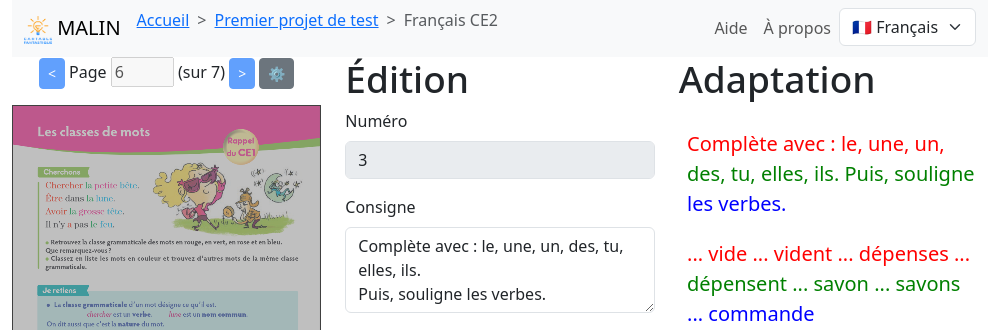 MALIN Accueil > Premier projet de test > Français CE2 Aide À propos Français
< Page 6 (sur 7) >
Les classes de mots
Rappel
du CE1
Cherchons
Chercher la petite bête.
Être dans la lune.
Avoir la grosse tête.
Il n'y a pas le feu.
Retrouvez la classe grammaticale des mots en rouge, en vert, en rose et en bleu.
Que remarquez-vous ?
Classez en liste les mots en couleur et trouvez d'autres mots de la même classe
grammaticale.
Je retiens
La classe grammaticale d'un mot désigne ce qu'il est.
chercher est un verbe. lune est un nom commun.
On dit aussi que c'est la nature du mot.
Édition
Numéro
3
Consigne
Complète avec : le, une, un, des, tu,
elles, ils.
Puis, souligne les verbes.
Adaptation
Complète avec : le, une, un,
des, tu, elles, ils. Puis, souligne
les verbes.
... vide ... vident ... dépenses ...
dépensent ... savon ... savons
... commande